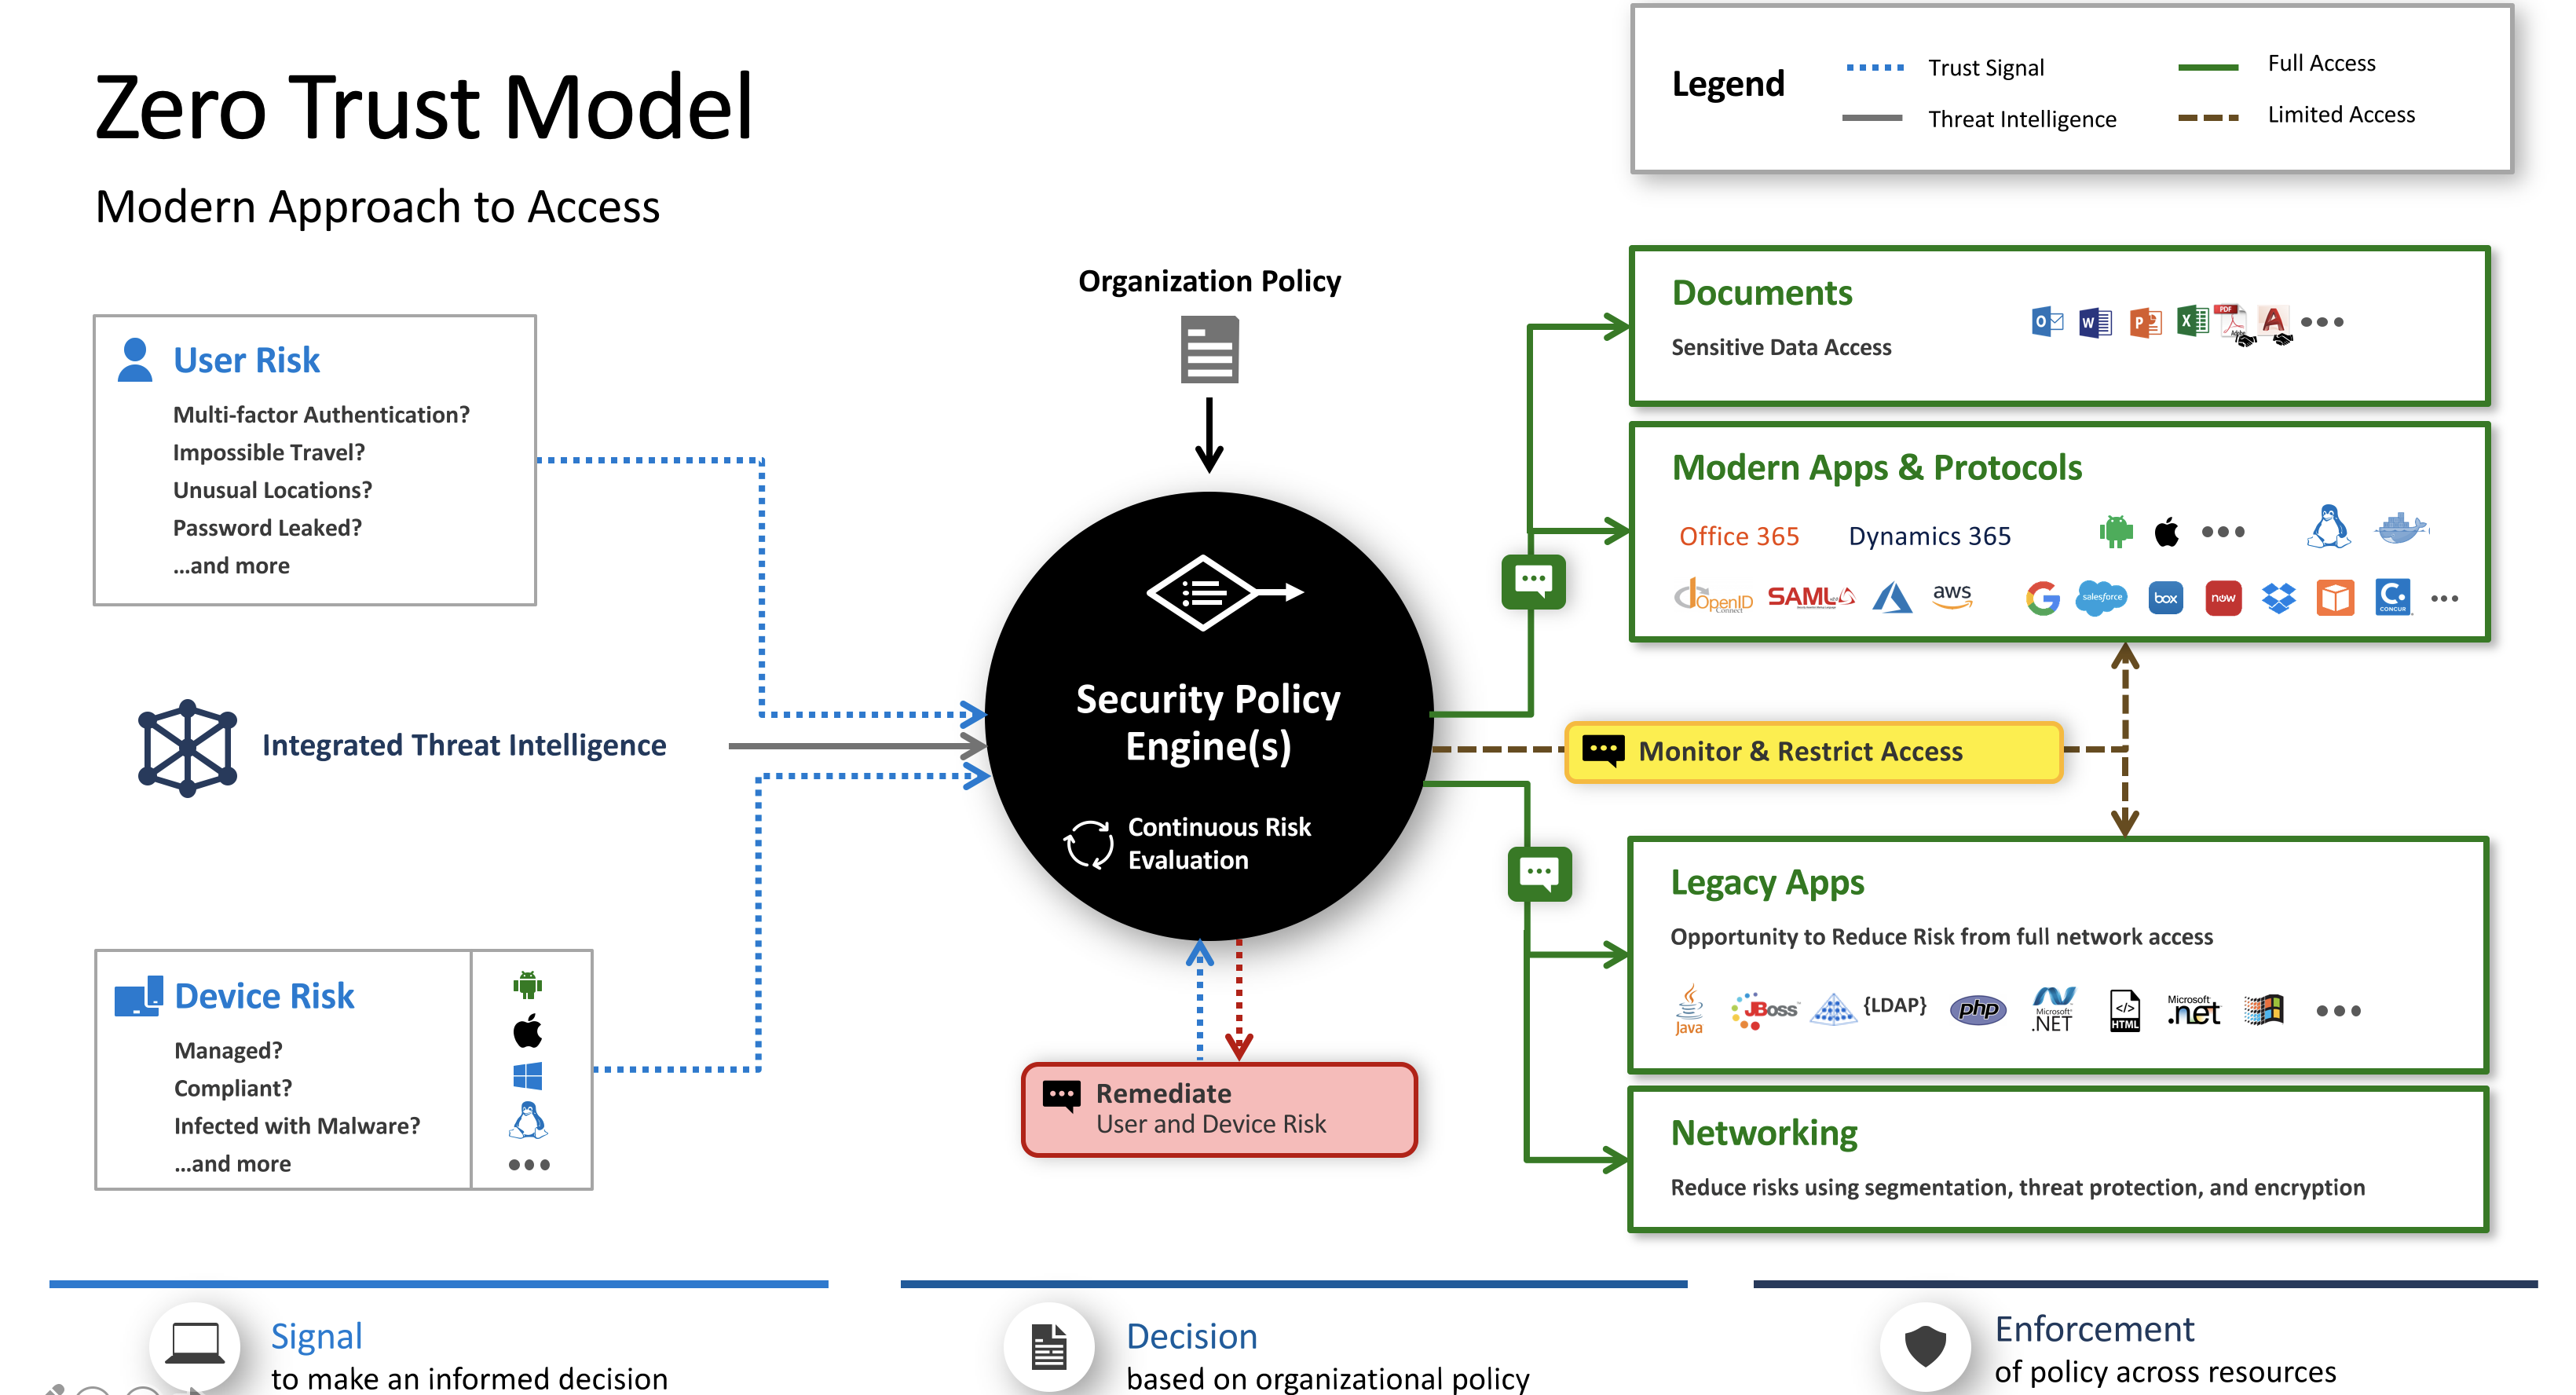 Zero Trust Model
Modern Approach to Access
Legend
Trust Signal
Full Access
Threat Intelligence
Limited Access
User Risk
Multi-factor Authentication?
Impossible Travel?
Unusual Locations?
Password Leaked?
...and more
Integrated Threat Intelligence
Device Risk
Managed?
Compliant?
Infected with Malware?
...and more
Organization Policy
Security Policy
Engine(s)
Continuous Risk
Evaluation
Remediate
User and Device Risk
Documents
Sensitive Data Access
O
W
P
X
PDF
Adobe
A
Modern Apps & Protocols
Office 365
Dynamics 365
OpenID
Connect
SAML
aws
G
salesforce
box
now
C.
CONCUR
Monitor & Restrict Access
Legacy Apps
Opportunity to Reduce Risk from full network access
Java
JBoss
{LDAP}
php
Microsoft
.NET
</>
HTML
Microsoft
.net
Networking
Reduce risks using segmentation, threat protection, and encryption
Signal
to make an informed decision
Decision
based on organizational policy
Enforcement
of policy across resources